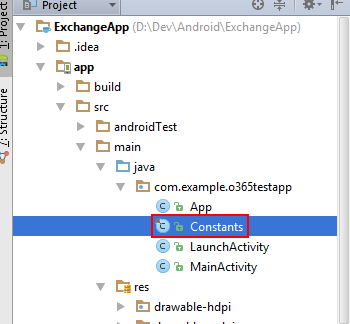 Project
1: Project
7: Structure
ExchangeApp (D:\Dev\Android\ExchangeApp)
.idea
app
build
src
androidTest
main
java
com.example.o365testapp
App
Constants
LaunchActivity
MainActivity
res
drawable-hdpi